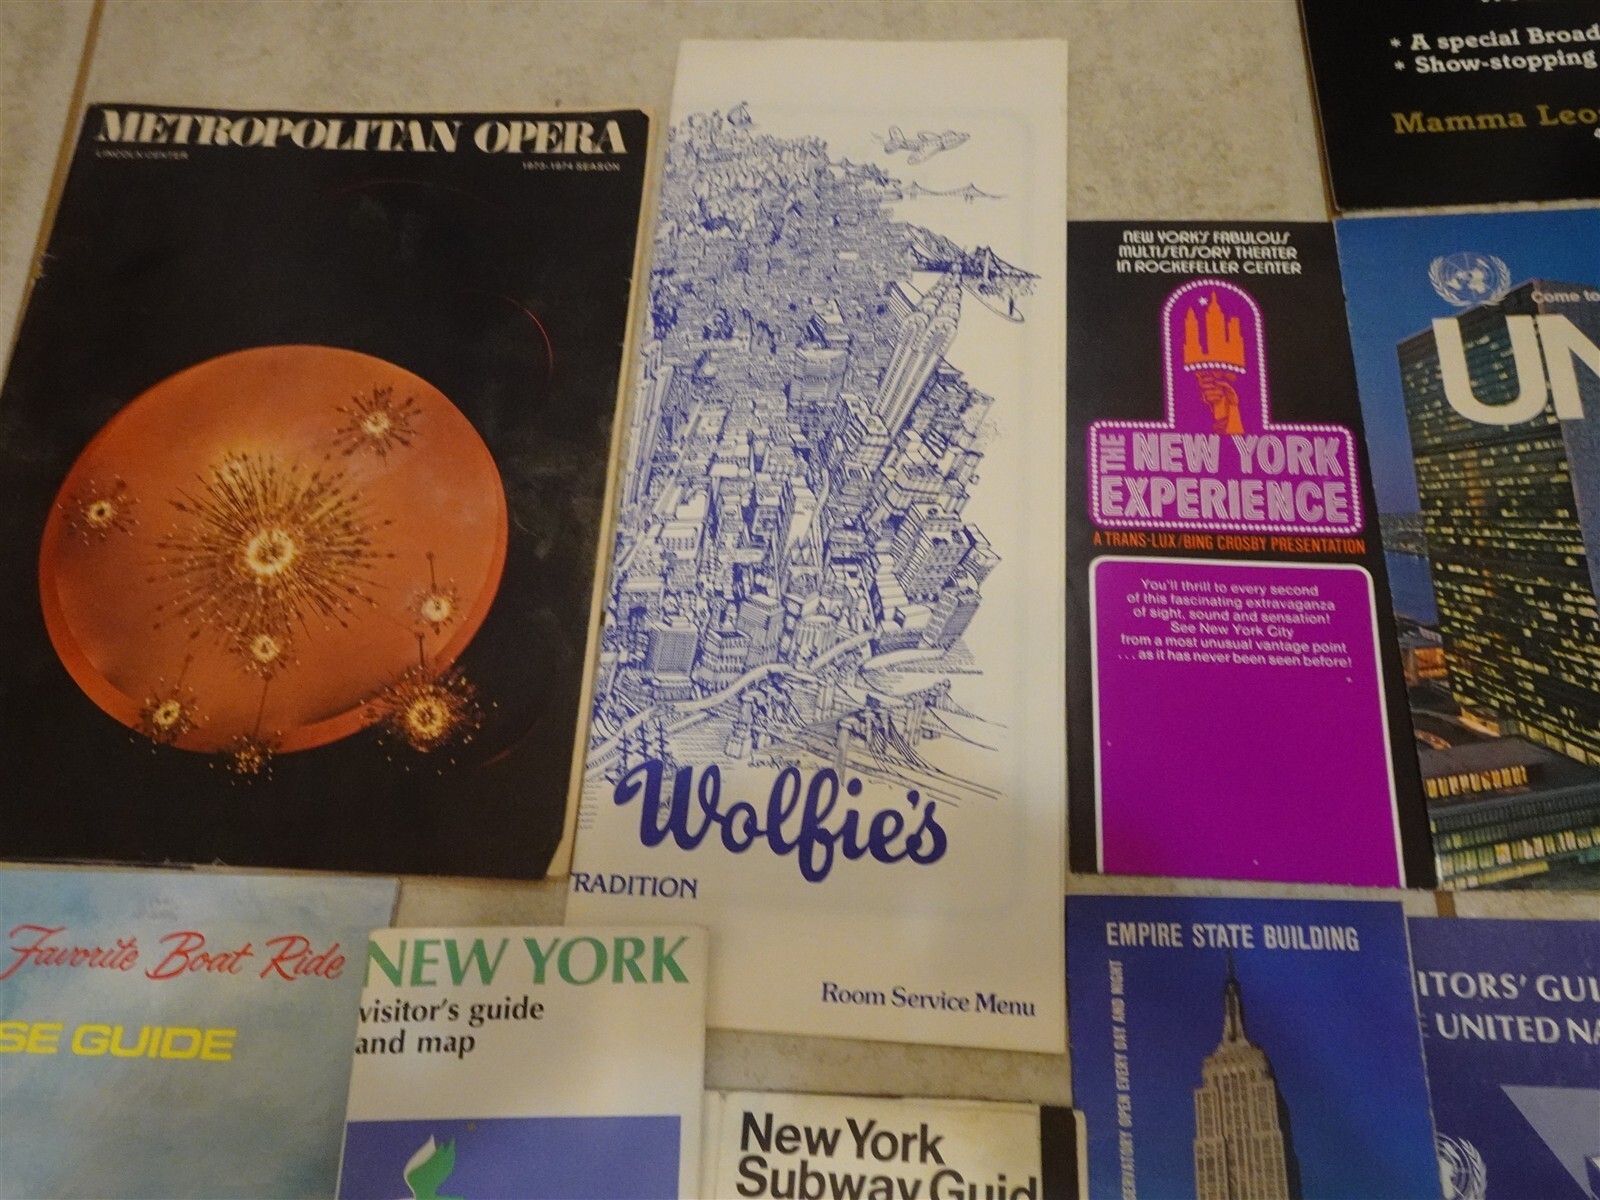 METROPOLITAN OPERA
LINCOLN CENTER
1973-1974 SEASON
Wolfie's
RADITION
Room Service Menu
* A special Broad
* Show-stopping
Mamma Leo
NEW YORK'S FABULOUS
MULTISENSORY THEATER
IN ROCKEFELLER CENTER
THE NEW YORK
EXPERIENCE
A TRANS-LUX/BING CROSBY PRESENTATION
You'll thrill to every second
of this fascinating extravaganza
of sight, sound and sensation!
See New York City
from a most unusual vantage point
...as it has never been seen before!
Come to
UN
Favorite Boat Ride
SE GUIDE
NEW YORK
visitor's guide
and map
New York
Subway Guid
EMPIRE STATE BUILDING
SERVATORY OPEN EVERY DAY AND NIGHT
ITORS' GUI
UNITED NA